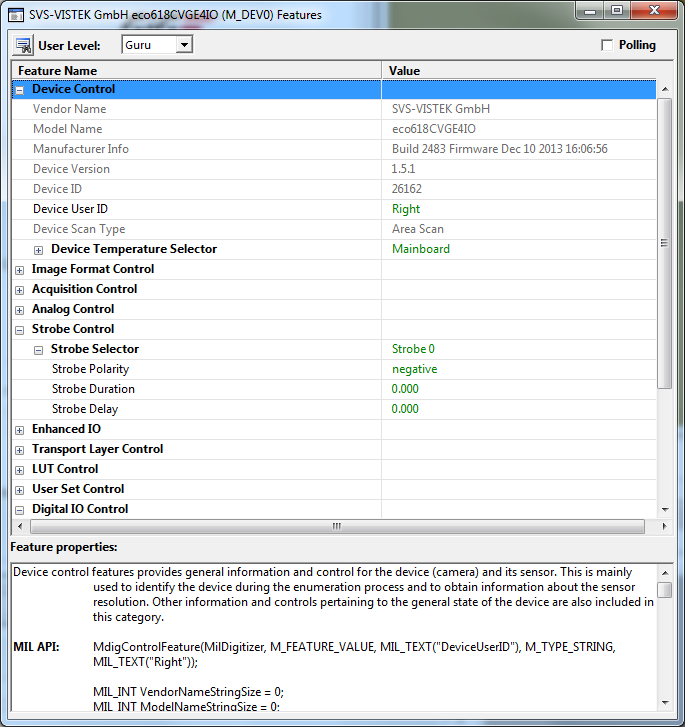 SVS-VISTEK GmbH eco618CVGE4IO (M_DEV0) Features
User Level: Guru Polling
Feature Name Value
Device Control
Vendor Name SVS-VISTEK GmbH
Model Name eco618CVGE4IO
Manufacturer Info Build 2483 Firmware Dec 10 2013 16:06:56
Device Version 1.5.1
Device ID 26162
Device User ID Right
Device Scan Type Area Scan
Device Temperature Selector Mainboard
Image Format Control
Acquisition Control
Analog Control
Strobe Control
Strobe Selector Strobe 0
Strobe Polarity negative
Strobe Duration 0.000
Strobe Delay 0.000
Enhanced IO
Transport Layer Control
LUT Control
User Set Control
Digital IO Control
Feature properties:
Device control features provides general information and control for the device (camera) and its sensor. This is mainly
used to identify the device during the enumeration process and to obtain information about the sensor
resolution. Other information and controls pertaining to the general state of the device are also included in
this category.
MIL API: MdigControlFeature(MilDigitizer, M_FEATURE_VALUE, MIL_TEXT("DeviceUserID"), M_TYPE_STRING,
MIL_TEXT("Right"));
MIL_INT VendorNameStringSize = 0;
MIL_INT ModelNameStringSize = 0;